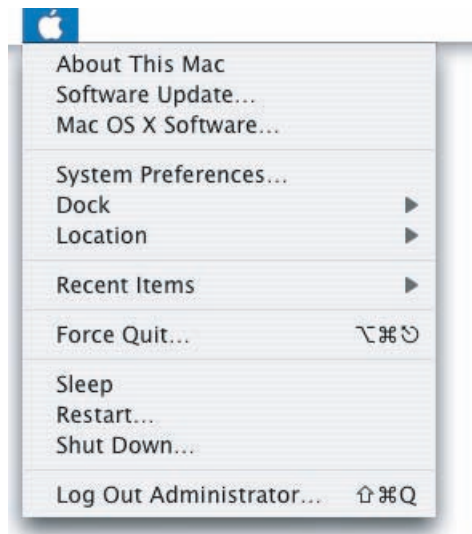 About This Mac
Software Update...
Mac OS X Software...
System Preferences...
Dock
Location
Recent Items
Force Quit... ⌥⌘⎋
Sleep
Restart...
Shut Down...
Log Out Administrator... ⇧⌘Q